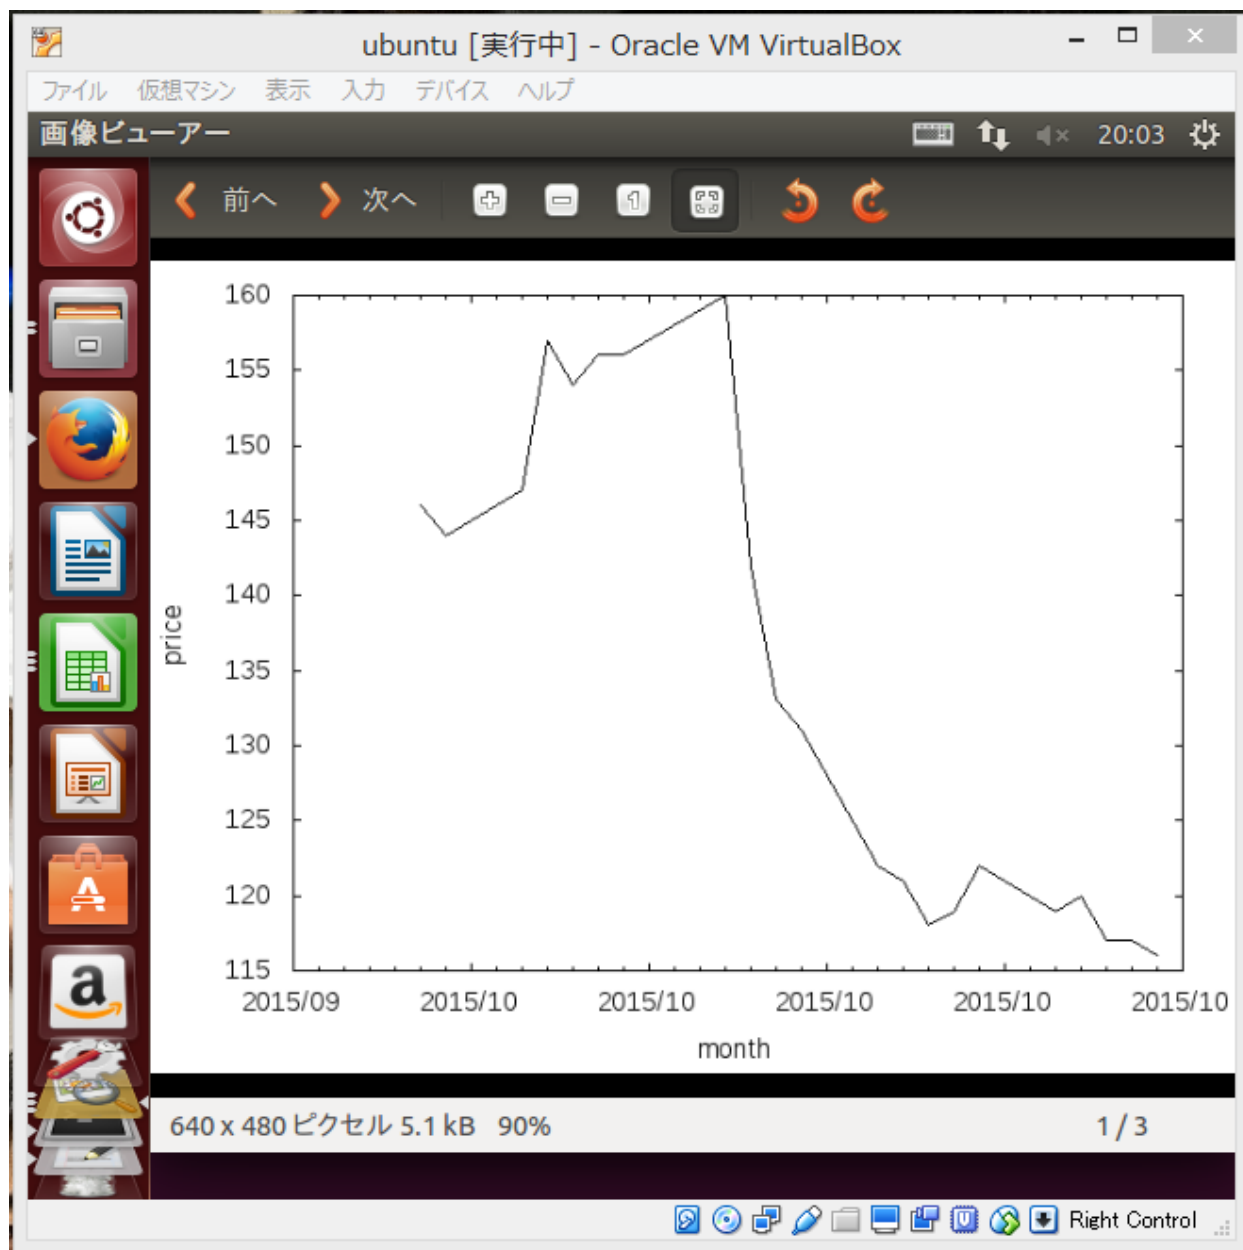 ubuntu [実行中] - Oracle VM VirtualBox
ファイル 仮想マシン 表示 入力 デバイス ヘルプ
画像ビューアー 20:03
前へ 次へ 1
160
155
150
145
140
135
130
125
120
115
price
2015/09 2015/10 2015/10 2015/10 2015/10 2015/10
month
640 x 480 ピクセル 5.1 kB 90% 1 / 3
A
a
Right Control